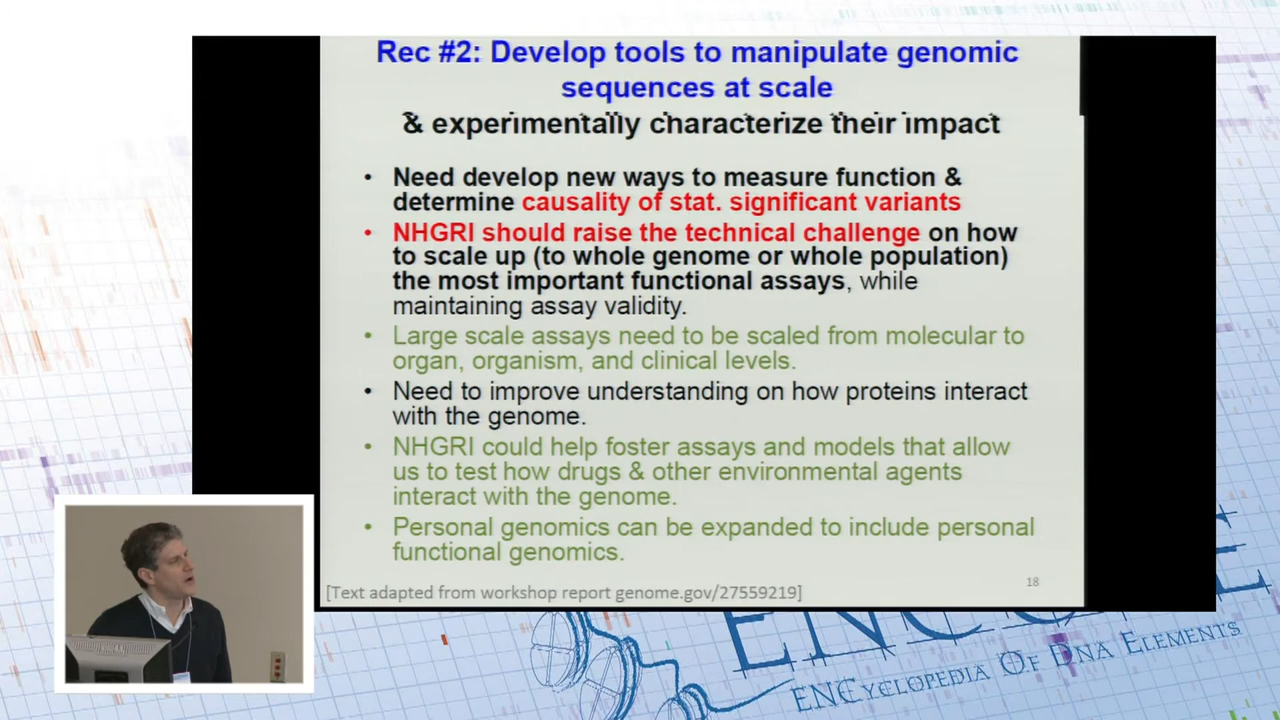 Rec #2: Develop tools to manipulate genomic
sequences at scale
& experimentally characterize their impact
• Need develop new ways to measure function &
determine causality of stat. significant variants
• NHGRI should raise the technical challenge on how
to scale up (to whole genome or whole population)
the most important functional assays, while
maintaining assay validity.
• Large scale assays need to be scaled from molecular to
organ, organism, and clinical levels.
• Need to improve understanding on how proteins interact
with the genome.
• NHGRI could help foster assays and models that allow
us to test how drugs & other environmental agents
interact with the genome.
• Personal genomics can be expanded to include personal
functional genomics.
18
[Text adapted from workshop report genome.gov/27559219]
ENCODE
ENCYCLOPEDIA OF DNA ELEMENTS